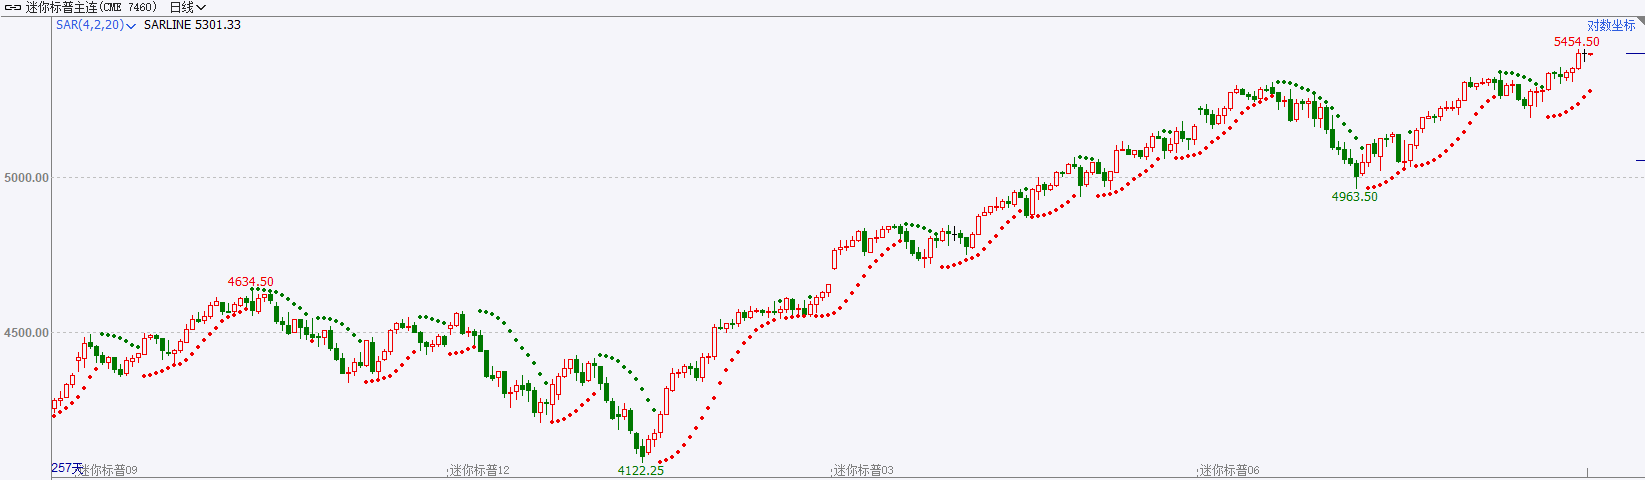 迷你标普主连(CME 7460) 日线
SAR(4,2,20) SARLINE 5301.33
对数坐标
5454.50
5000.00
4963.50
4634.50
4500.00
257天
迷你标普09
迷你标普12
迷你标普03
迷你标普06
4122.25